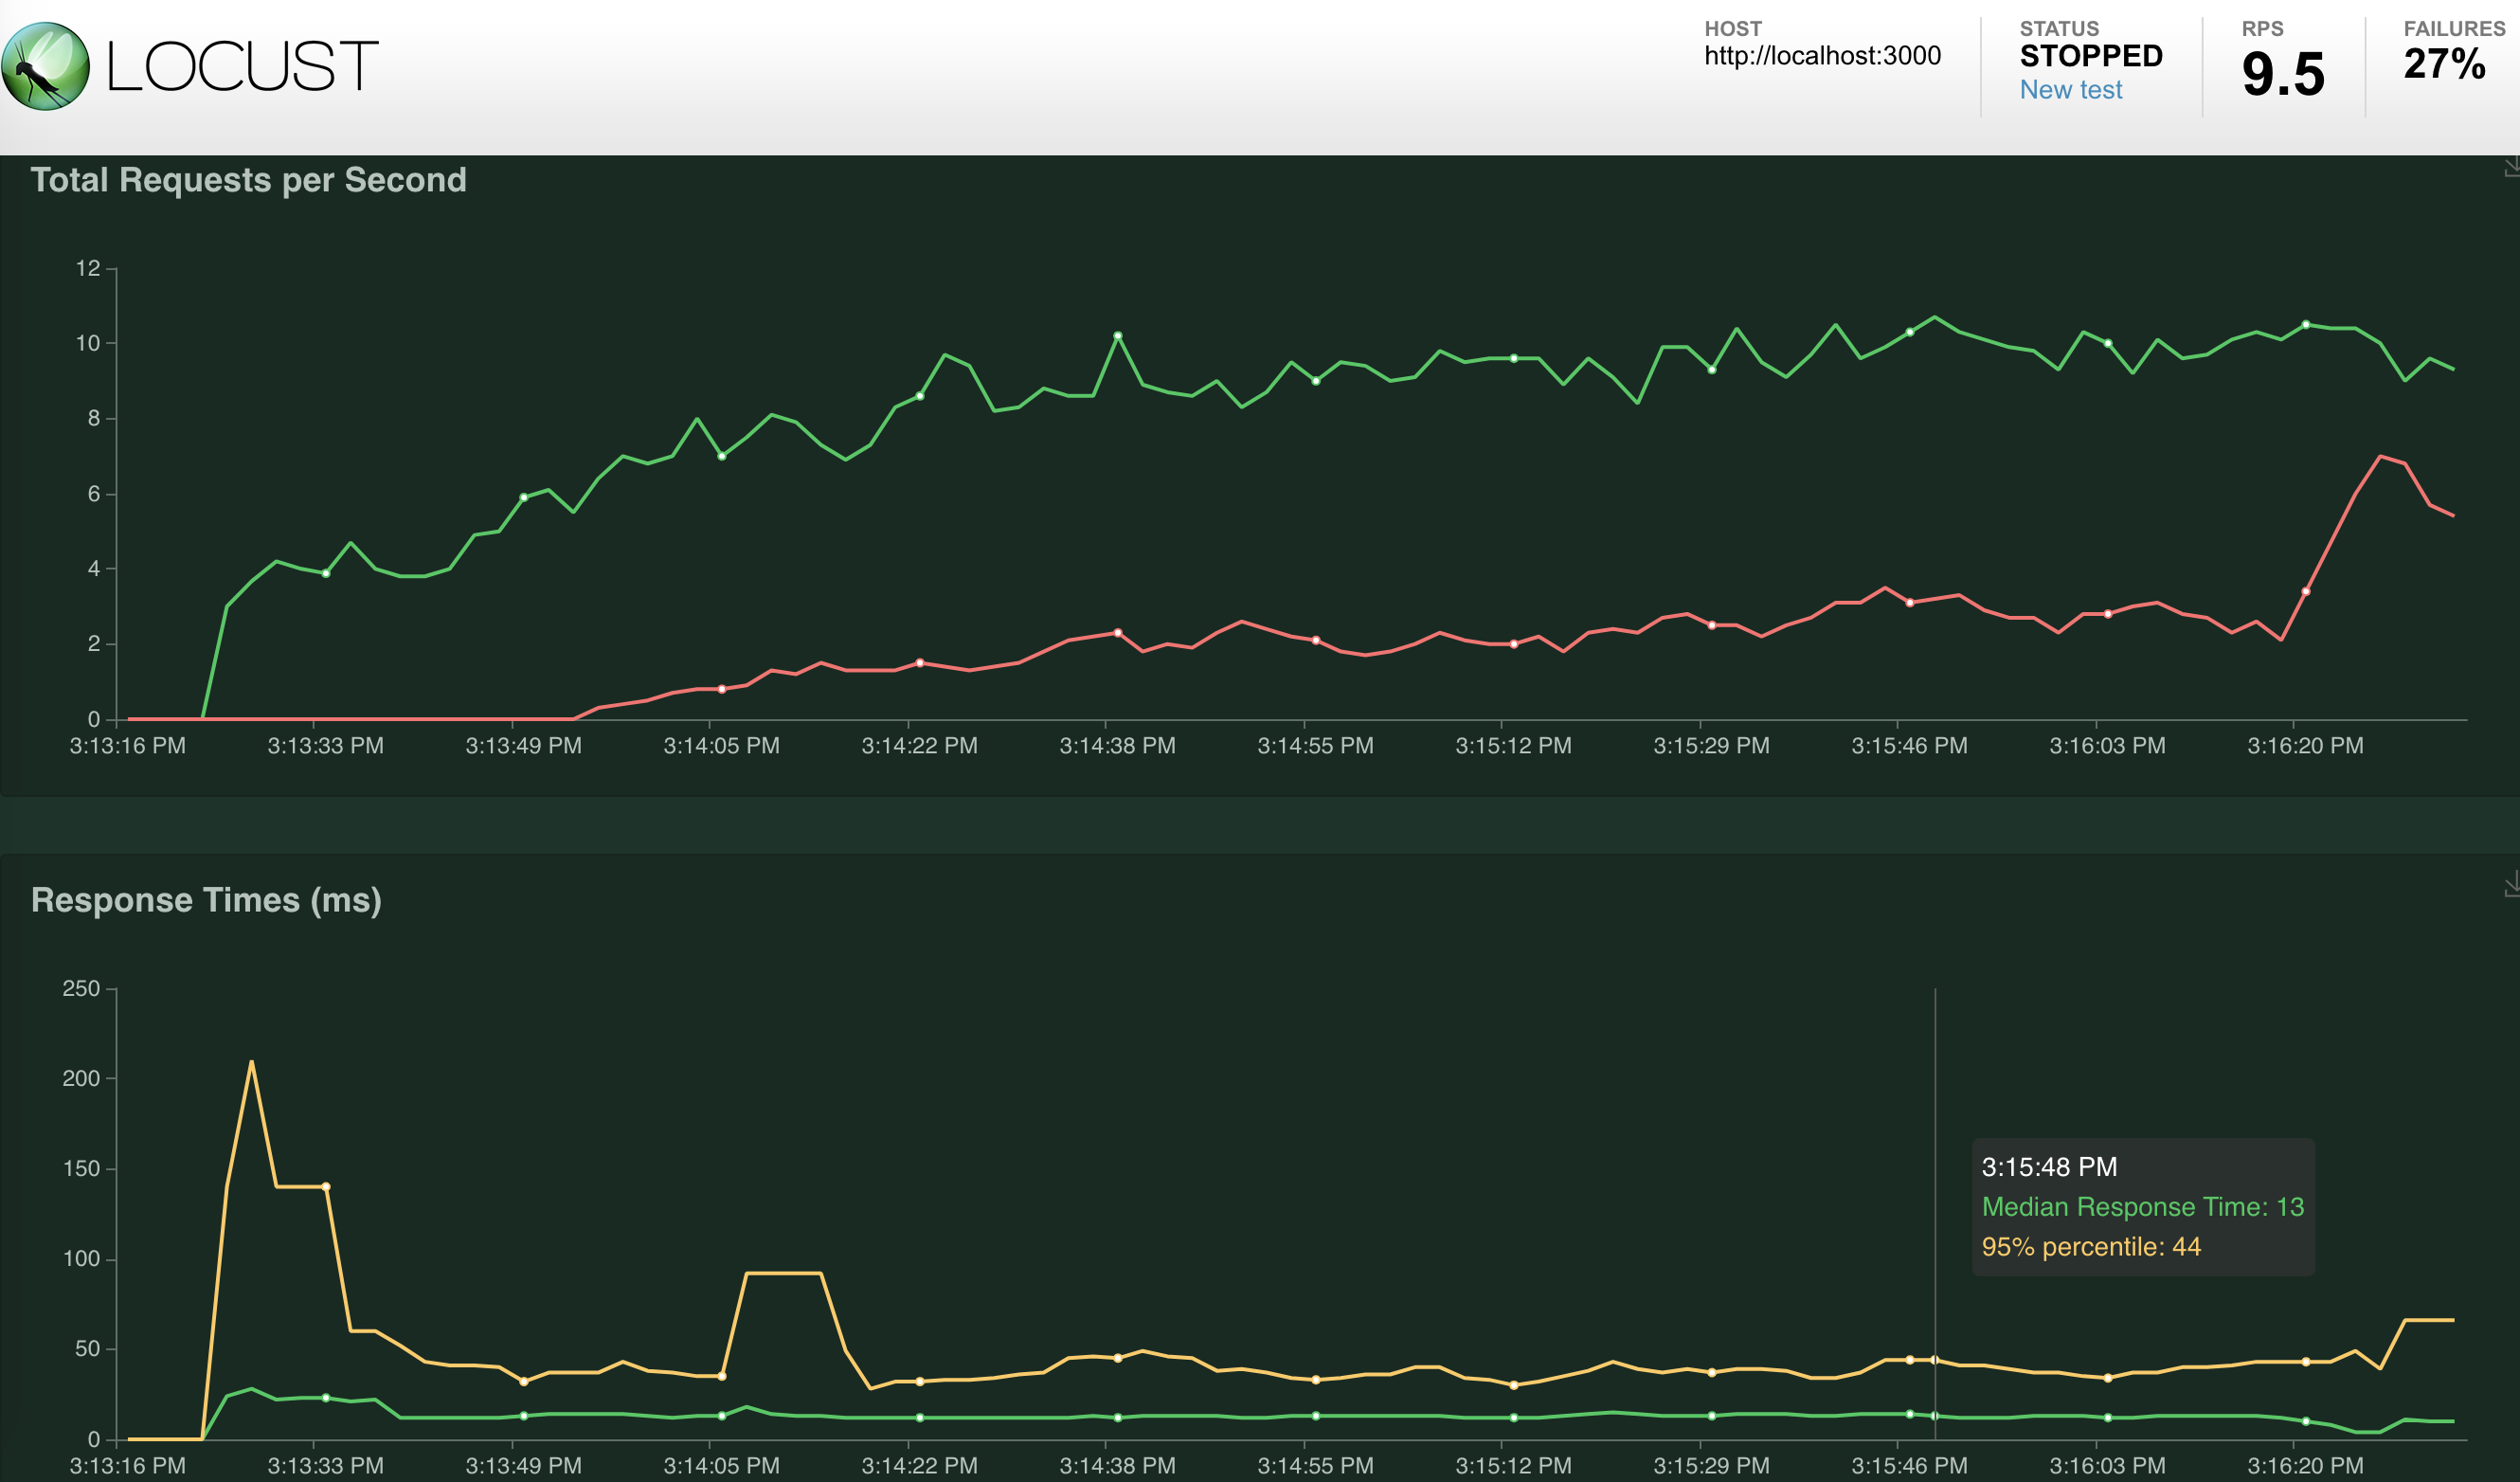 LOCUST
HOST
http://localhost:3000
STATUS
STOPPED
New test
RPS
9.5
FAILURES
27%
Total Requests per Second
12
10
8
6
4
2
0
3:13:16 PM 3:13:33 PM 3:13:49 PM 3:14:05 PM 3:14:22 PM 3:14:38 PM 3:14:55 PM 3:15:12 PM 3:15:29 PM 3:15:46 PM 3:16:03 PM 3:16:20 PM
Response Times (ms)
250
200
150
100
50
0
3:15:48 PM
Median Response Time: 13
95% percentile: 44
3:13:16 PM 3:13:33 PM 3:13:49 PM 3:14:05 PM 3:14:22 PM 3:14:38 PM 3:14:55 PM 3:15:12 PM 3:15:29 PM 3:15:46 PM 3:16:03 PM 3:16:20 PM